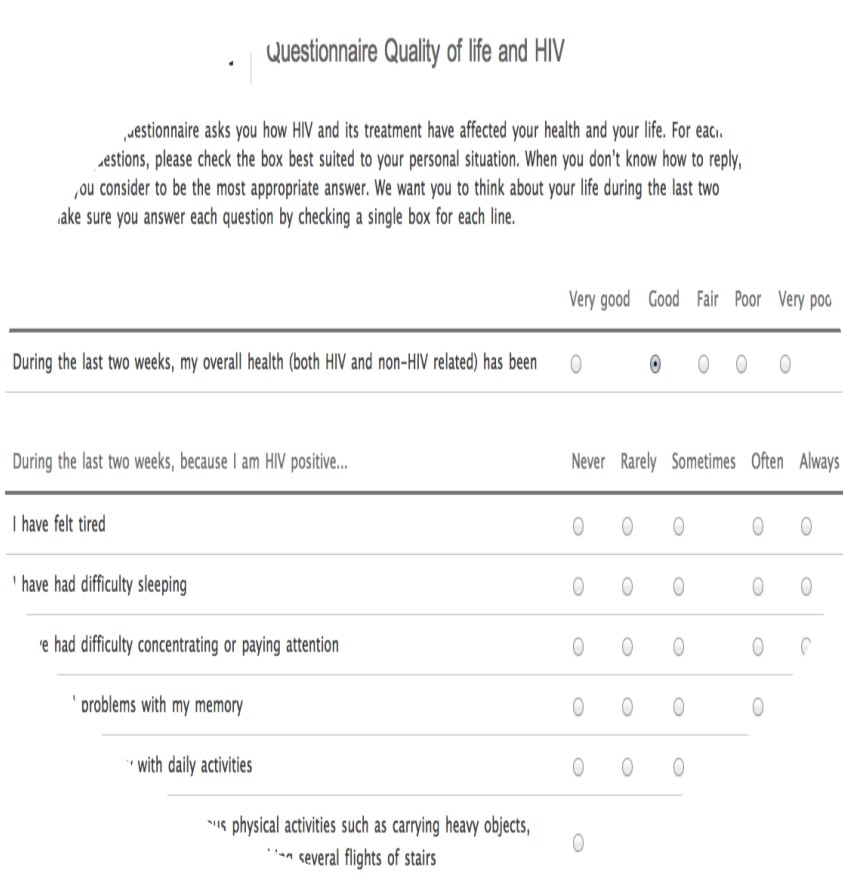 Questionnaire Quality of life and HIV
questionnaire asks you how HIV and its treatment have affected your health and your life. For each
questions, please check the box best suited to your personal situation. When you don't know how to reply,
you consider to be the most appropriate answer. We want you to think about your life during the last two
make sure you answer each question by checking a single box for each line.
Very good Good Fair Poor Very poo
During the last two weeks, my overall health (both HIV and non-HIV related) has been
During the last two weeks, because I am HIV positive... Never Rarely Sometimes Often Always
I have felt tired
I have had difficulty sleeping
had difficulty concentrating or paying attention
problems with my memory
with daily activities
physical activities such as carrying heavy objects,
several flights of stairs